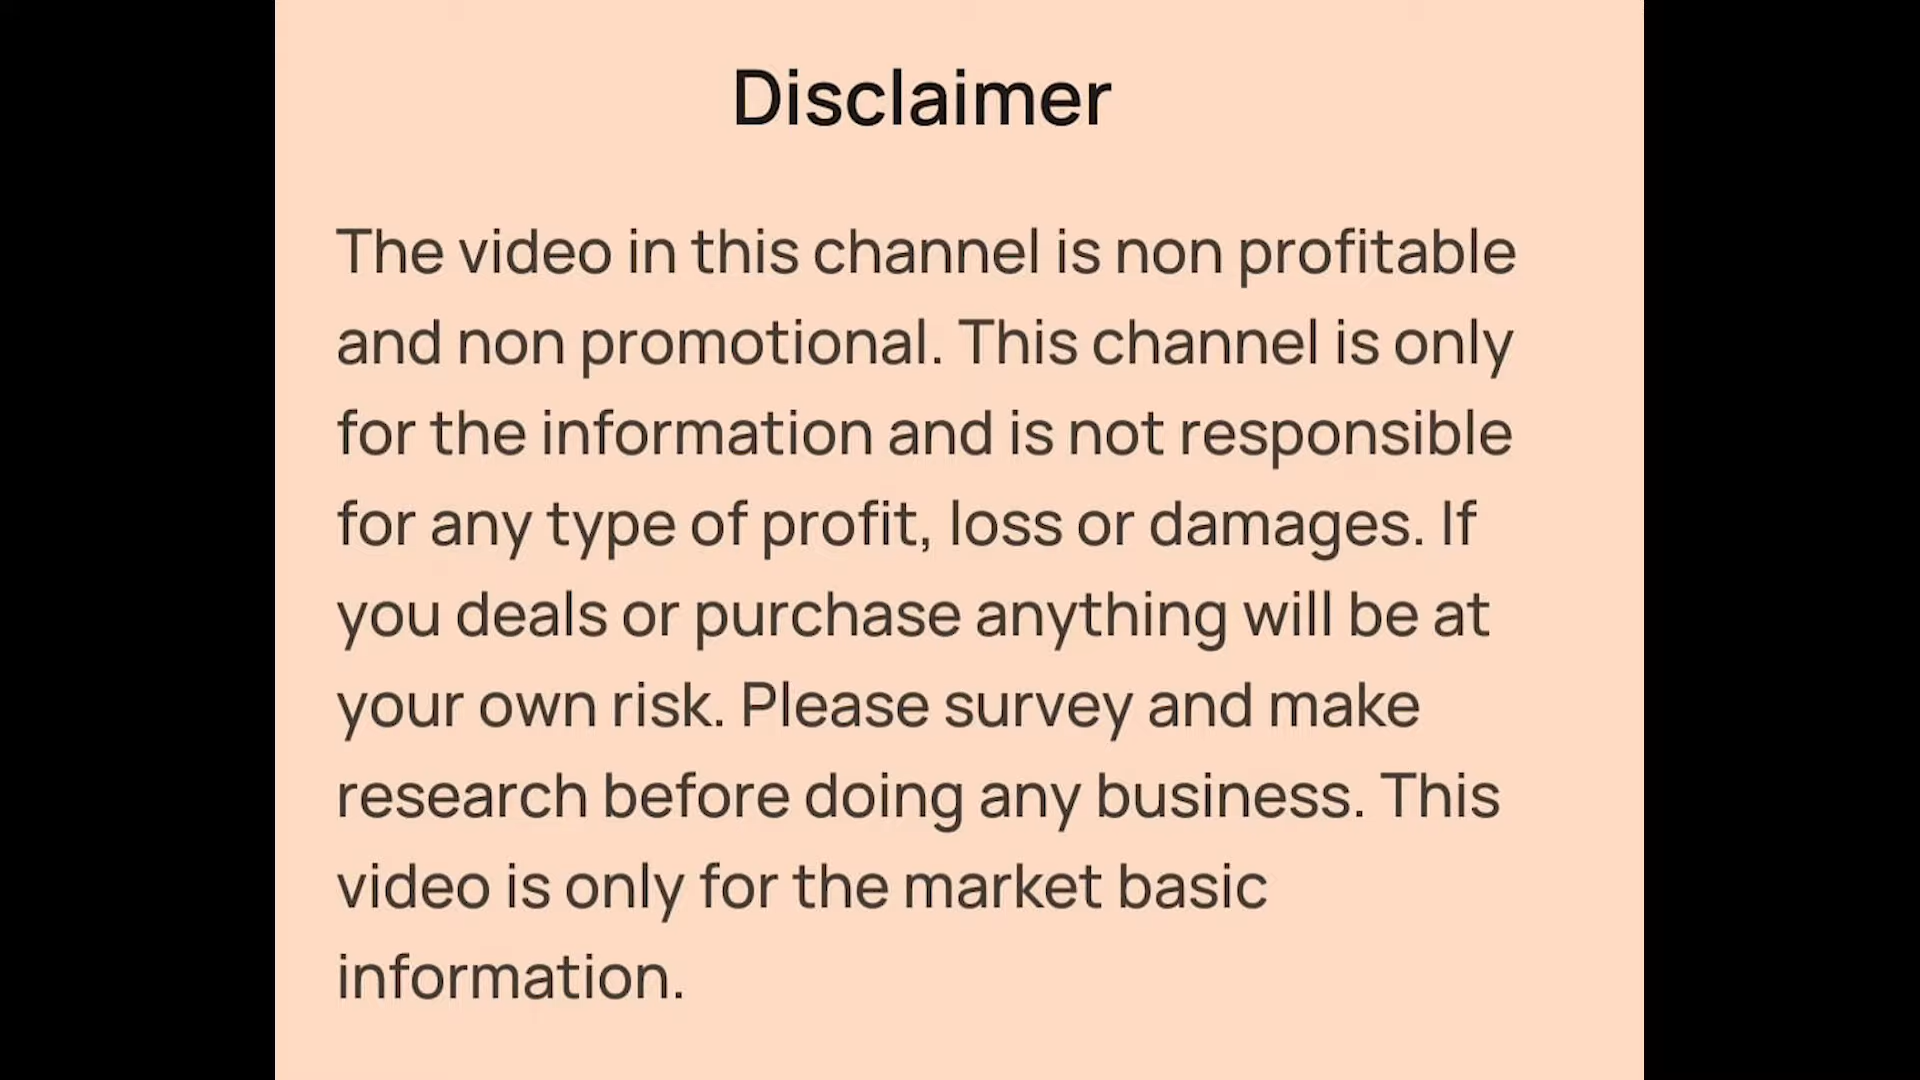 Disclaimer
The video in this channel is non profitable
and non promotional. This channel is only
for the information and is not responsible
for any type of profit, loss or damages. If
you deals or purchase anything will be at
your own risk. Please survey and make
research before doing any business. This
video is only for the market basic
information.